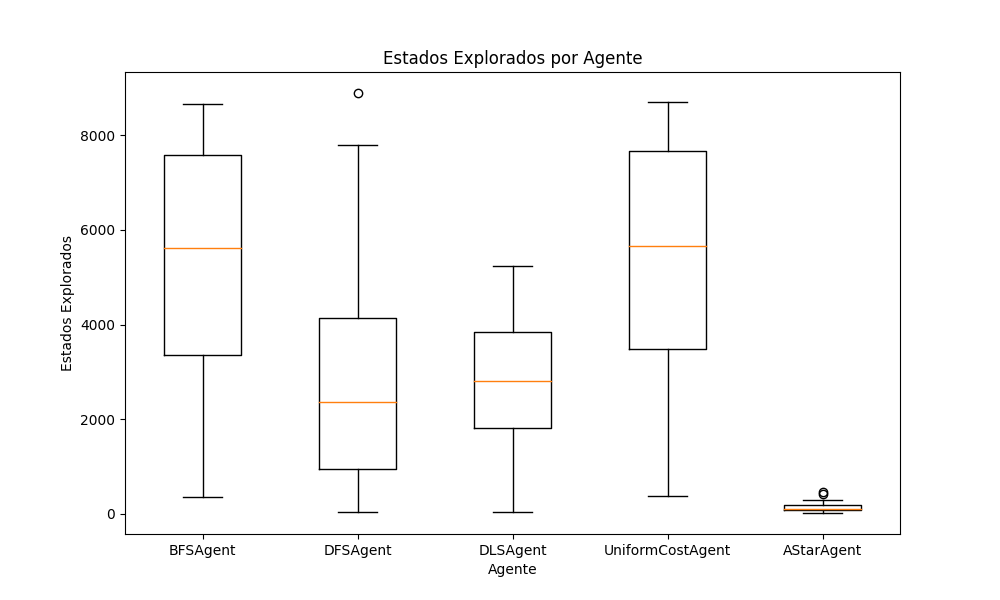 Estados Explorados por Agente
Estados Explorados
8000
6000
4000
2000
0
BFSAgent
DFSAgent
DLSAgent
UniformCostAgent
AStarAgent
Agente